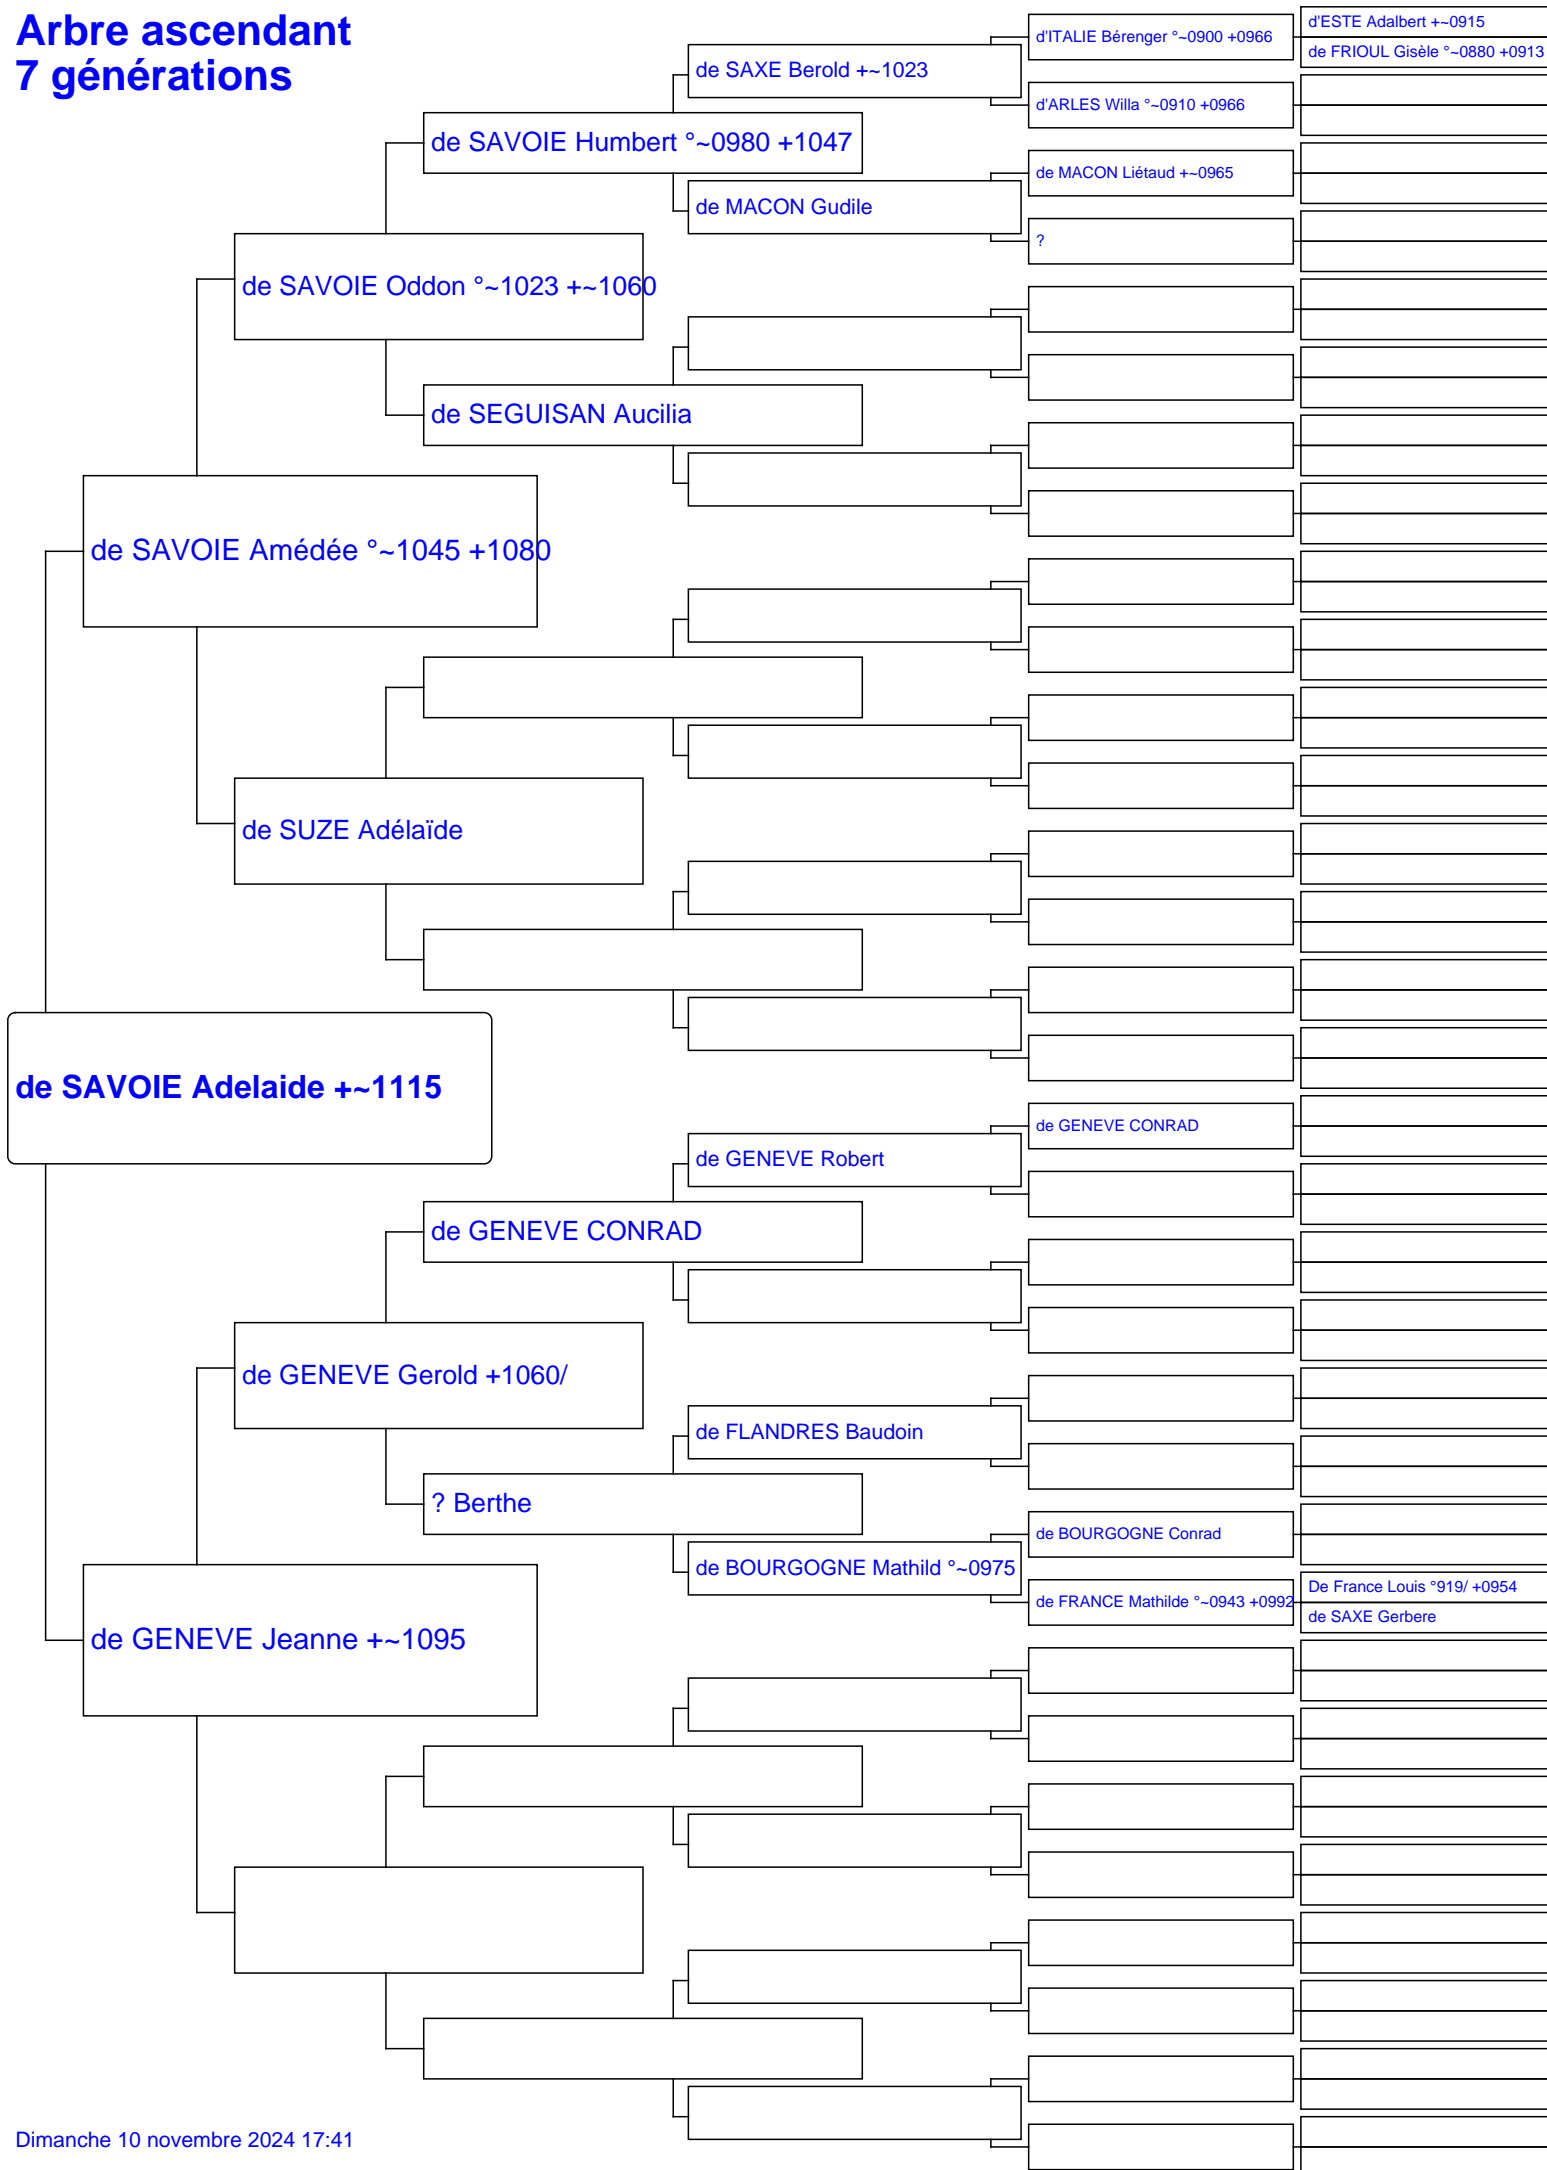 Arbre ascendant
7 générations
d'ITALIE Bérenger °~0900 +0966
d'ESTE Adalbert +~0915
de FRIOUL Gisèle °~0880 +0913
de SAXE Berold +~1023
d'ARLES Willa °~0910 +0966
de SAVOIE Humbert °~0980 +1047
de MACON Liétaud +~0965
de MACON Gudile
?
de SAVOIE Oddon °~1023 +~1060
de SEGUISAN Aucilia
de SAVOIE Amédée °~1045 +1080
de SUZE Adélaïde
de SAVOIE Adelaide +~1115
de GENEVE CONRAD
de GENEVE Robert
de GENEVE CONRAD
de GENEVE Gerold +1060/
de FLANDRES Baudoin
? Berthe
de BOURGOGNE Conrad
de BOURGOGNE Mathild °~0975
de FRANCE Mathilde °~0943 +0992
De France Louis °919/ +0954
de SAXE Gerbere
de GENEVE Jeanne +~1095
Dimanche 10 novembre 2024 17:41